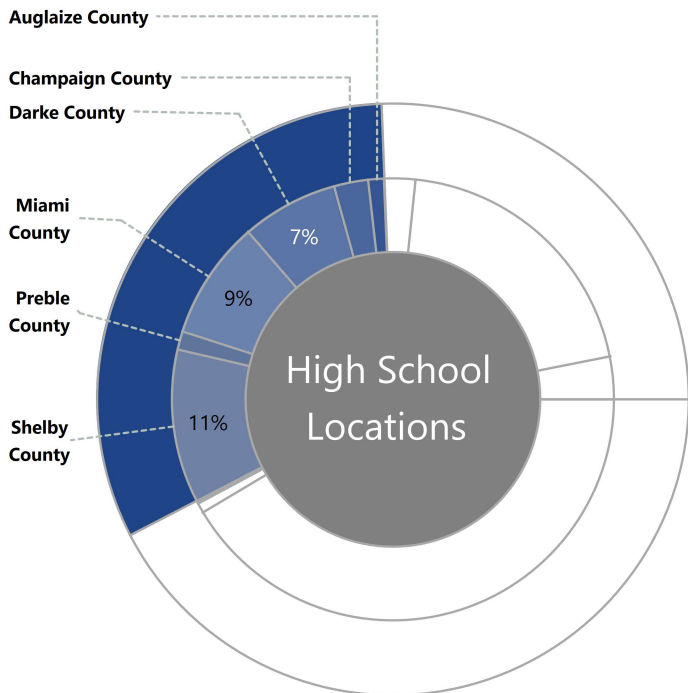 Auglaize County
Champaign County
Darke County
Miami
County
Preble
County
Shelby
County
7%
9%
11%
High School
Locations